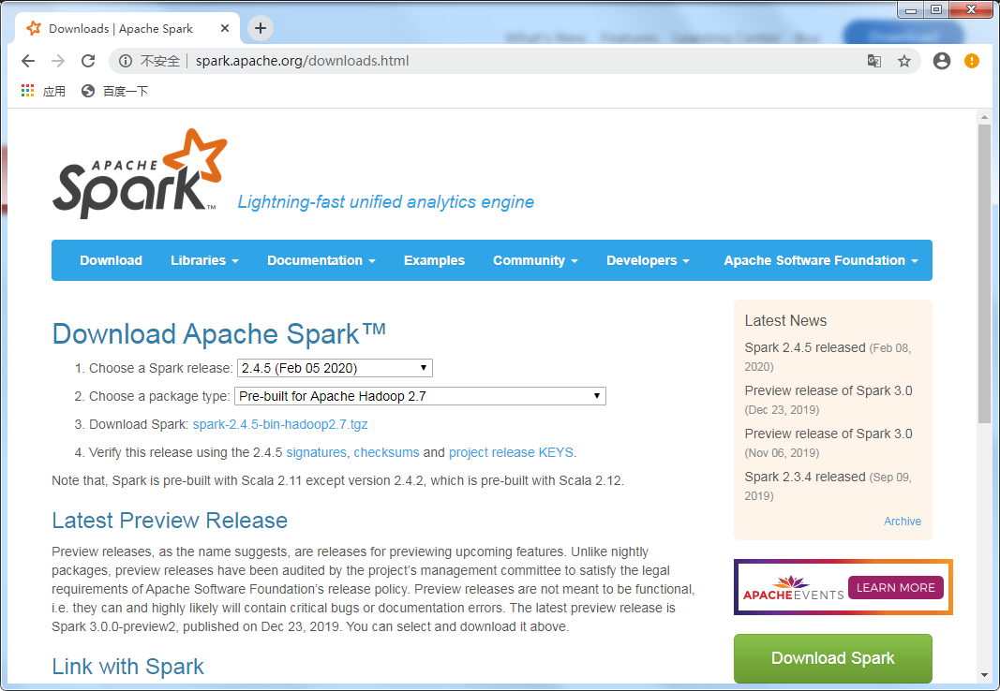 Downloads | Apache Spark
不安全 spark.apache.org/downloads.html
应用 百度一下
APACHE
Spark™
Lightning-fast unified analytics engine
Download Libraries Documentation Examples Community Developers Apache Software Foundation
Download Apache Spark™
1. Choose a Spark release: 2.4.5 (Feb 05 2020)
2. Choose a package type: Pre-built for Apache Hadoop 2.7
3. Download Spark: spark-2.4.5-bin-hadoop2.7.tgz
4. Verify this release using the 2.4.5 signatures, checksums and project release KEYS.
Note that, Spark is pre-built with Scala 2.11 except version 2.4.2, which is pre-built with Scala 2.12.
Latest Preview Release
Preview releases, as the name suggests, are releases for previewing upcoming features. Unlike nightly
packages, preview releases have been audited by the project's management committee to satisfy the legal
requirements of Apache Software Foundation's release policy. Preview releases are not meant to be functional,
i.e. they can and highly likely will contain critical bugs or documentation errors. The latest preview release is
Spark 3.0.0-preview2, published on Dec 23, 2019. You can select and download it above.
Link with Spark
Latest News
Spark 2.4.5 released (Feb 08,
2020)
Preview release of Spark 3.0
(Dec 23, 2019)
Preview release of Spark 3.0
(Nov 06, 2019)
Spark 2.3.4 released (Sep 09,
2019)
Archive
APACHEEVENTS LEARN MORE
Download Spark